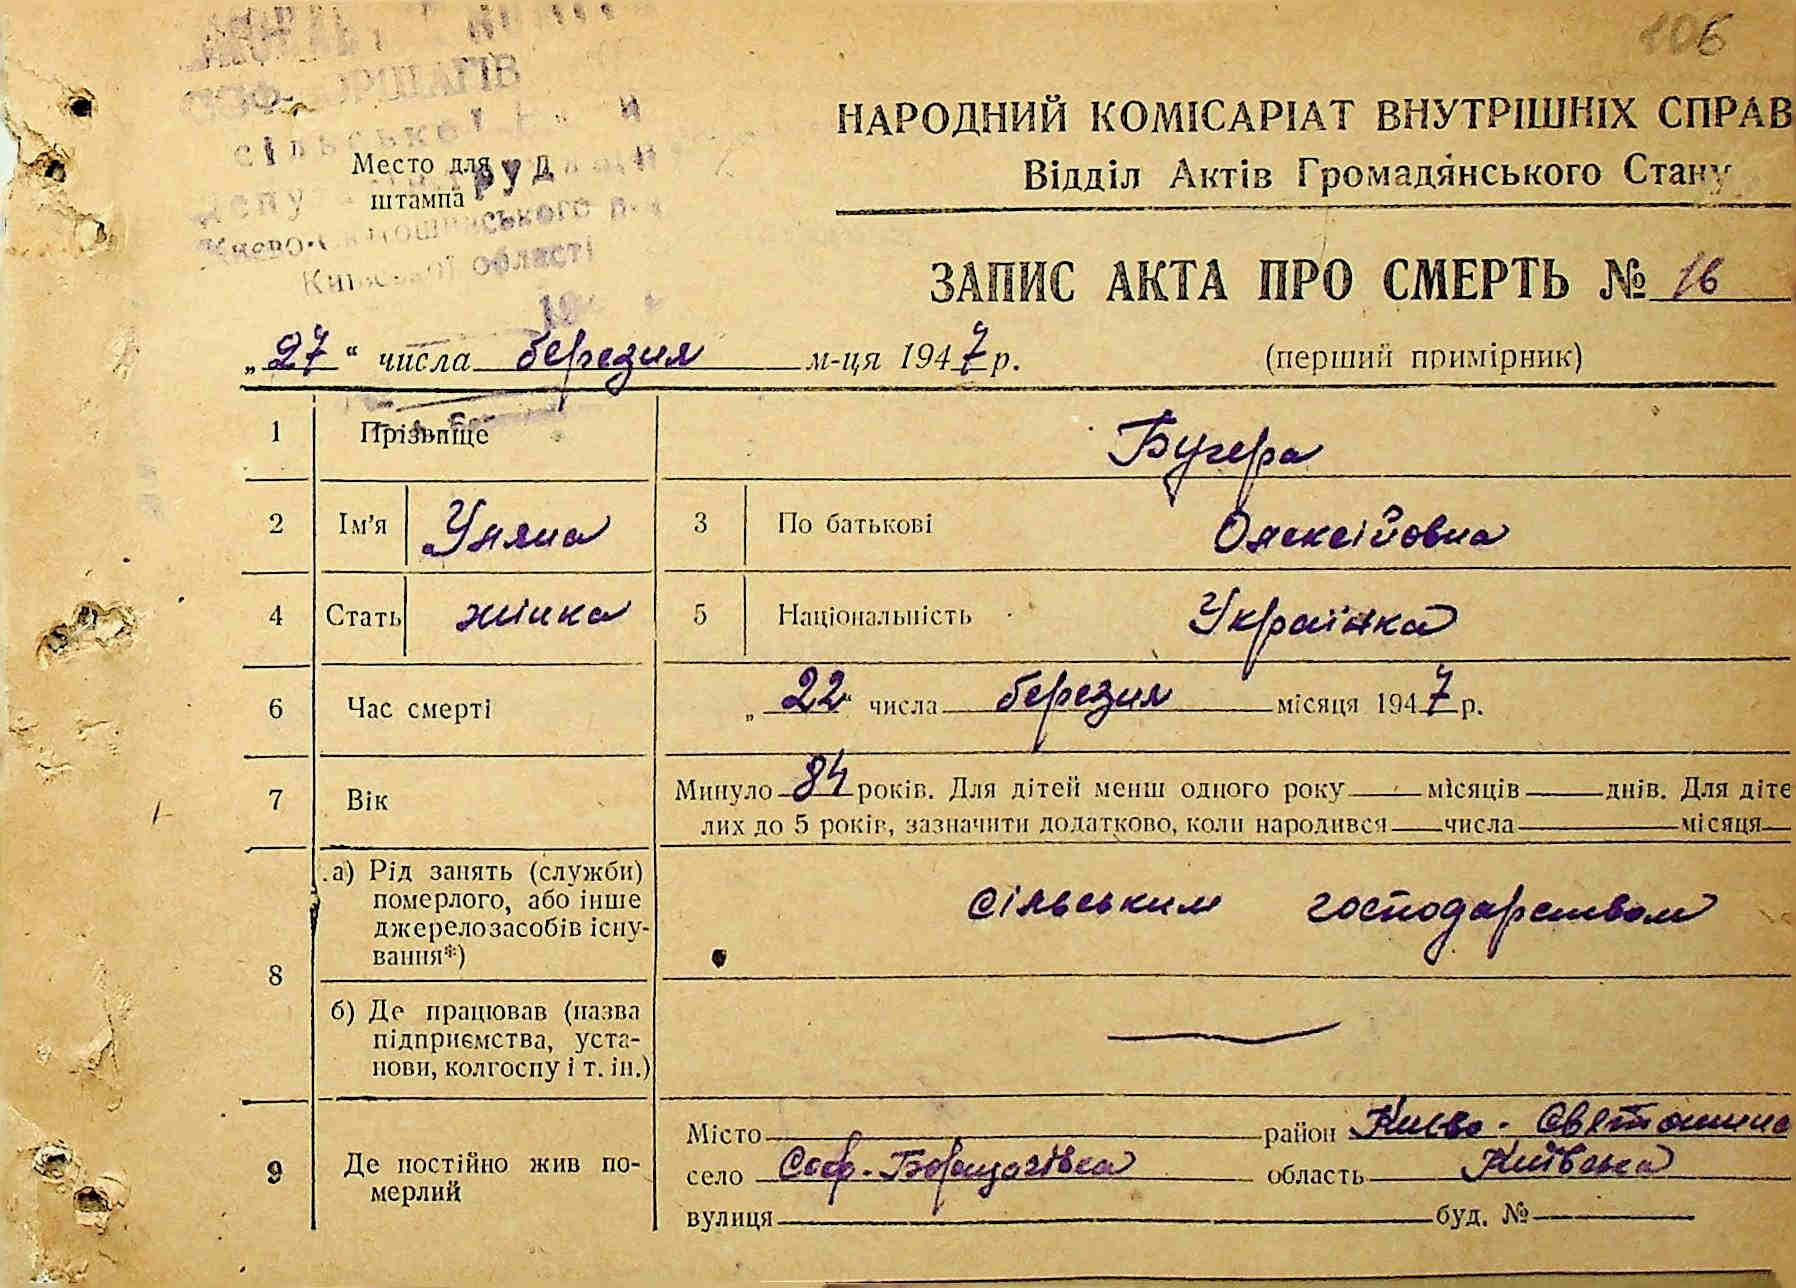 106
СОФ-БОРЩАГІВ
сільської
НАРОДНИЙ КОМІСАРІАТ ВНУТРІШНІХ СПРАВ
Місто для
штампа
Відділ Актів Громадянського Стану
Київської області
ЗАПИС АКТА ПРО СМЕРТЬ № 16
„27“ числа березня м-ця 1947 р. (перший примірник)
1 Прізвище Бугера
2 Ім'я Уляна 3 По батькові Олексійовна
4 Стать жінка 5 Національність Українка
6 Час смерті „22“ числа березня місяця 1947 р.
7 Вік Минуло 84 років. Для дітей менш одного року місяців днів. Для діте
лих до 5 років, зазначити додатково, коли народився числа місяця
8 а) Рід занять (служби) померлого, або інше джерело засобів існування*) сільським господарством
б) Де працював (назва підприємства, установи, колгоспу і т. ін.)
9 Де постійно жив померлий
Місто район Києво-Святошинс
село Соф-Борщагівка область Київська
вулиця буд. №